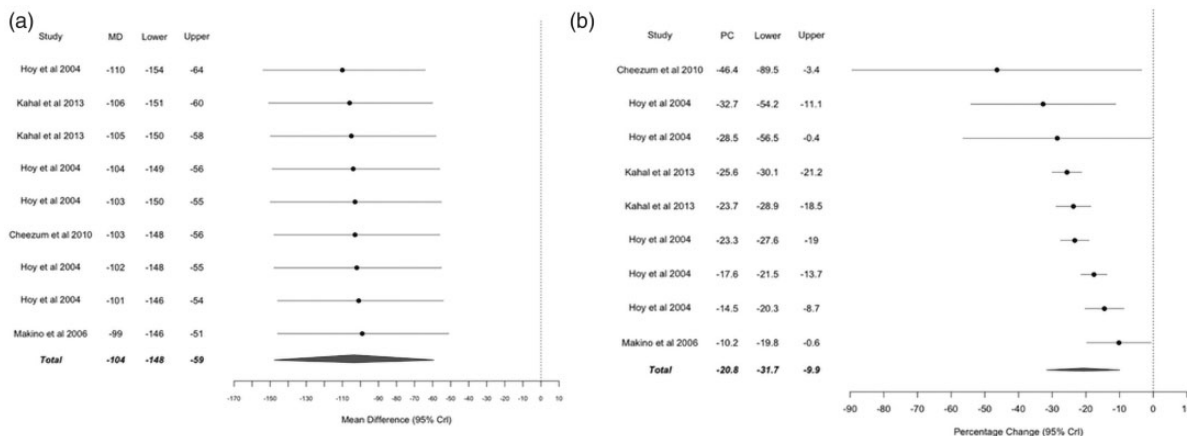 (a)
Study MD Lower Upper
Hoy et al 2004 -110 -154 -64
Kahal et al 2013 -106 -151 -60
Kahal et al 2013 -105 -150 -58
Hoy et al 2004 -104 -149 -56
Hoy et al 2004 -103 -150 -55
Cheezum et al 2010 -103 -148 -56
Hoy et al 2004 -102 -148 -55
Hoy et al 2004 -101 -146 -54
Makino et al 2006 -99 -146 -51
Total -104 -148 -59
-170 -150 -130 -110 -90 -80 -70 -60 -50 -40 -30 -20 -10 0 10
Mean Difference (95% CrI)
(b)
Study PC Lower Upper
Cheezum et al 2010 -46.4 -89.5 -3.4
Hoy et al 2004 -32.7 -54.2 -11.1
Hoy et al 2004 -28.5 -56.5 -0.4
Kahal et al 2013 -25.6 -30.1 -21.2
Kahal et al 2013 -23.7 -28.9 -18.5
Hoy et al 2004 -23.3 -27.6 -19
Hoy et al 2004 -17.6 -21.5 -13.7
Hoy et al 2004 -14.5 -20.3 -8.7
Makino et al 2006 -10.2 -19.8 -0.6
Total -20.8 -31.7 -9.9
-90 -80 -70 -60 -50 -40 -30 -20 -10 0 10
Percentage Change (95% CrI)